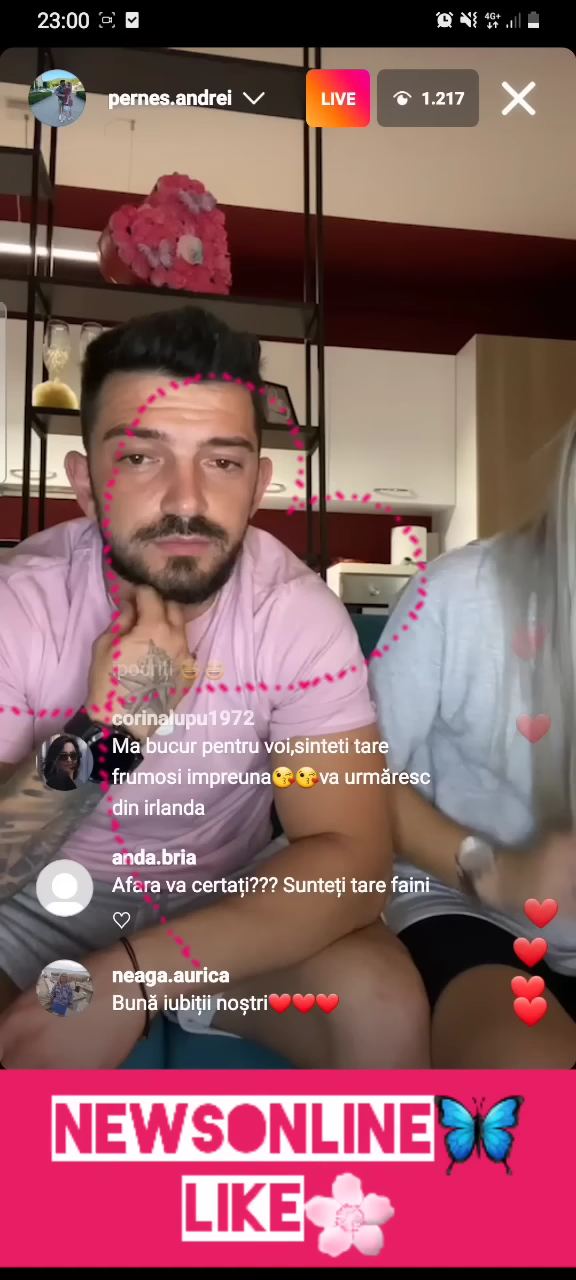 23:00
4G+
pernes.andrei
LIVE
1.217
corinalupu1972
Ma bucur pentru voi,sinteti tare
frumosi impreuna😘😘va urmăresc
din irlanda
anda.bria
Afara va certați??? Sunteți tare faini
♡
neaga.aurica
Bună iubiții noștri❤️❤️❤️
NEWSONLINE🦋
LIKE🌸